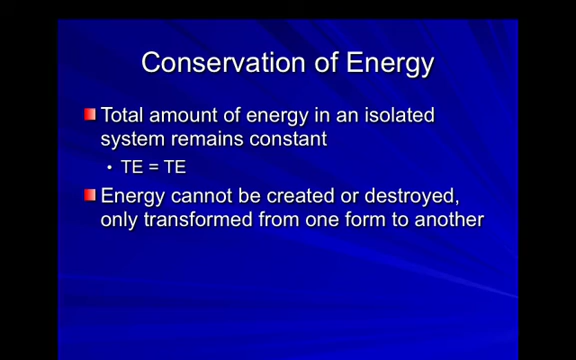 Conservation of Energy
Total amount of energy in an isolated
system remains constant
• TE = TE
Energy cannot be created or destroyed,
only transformed from one form to another